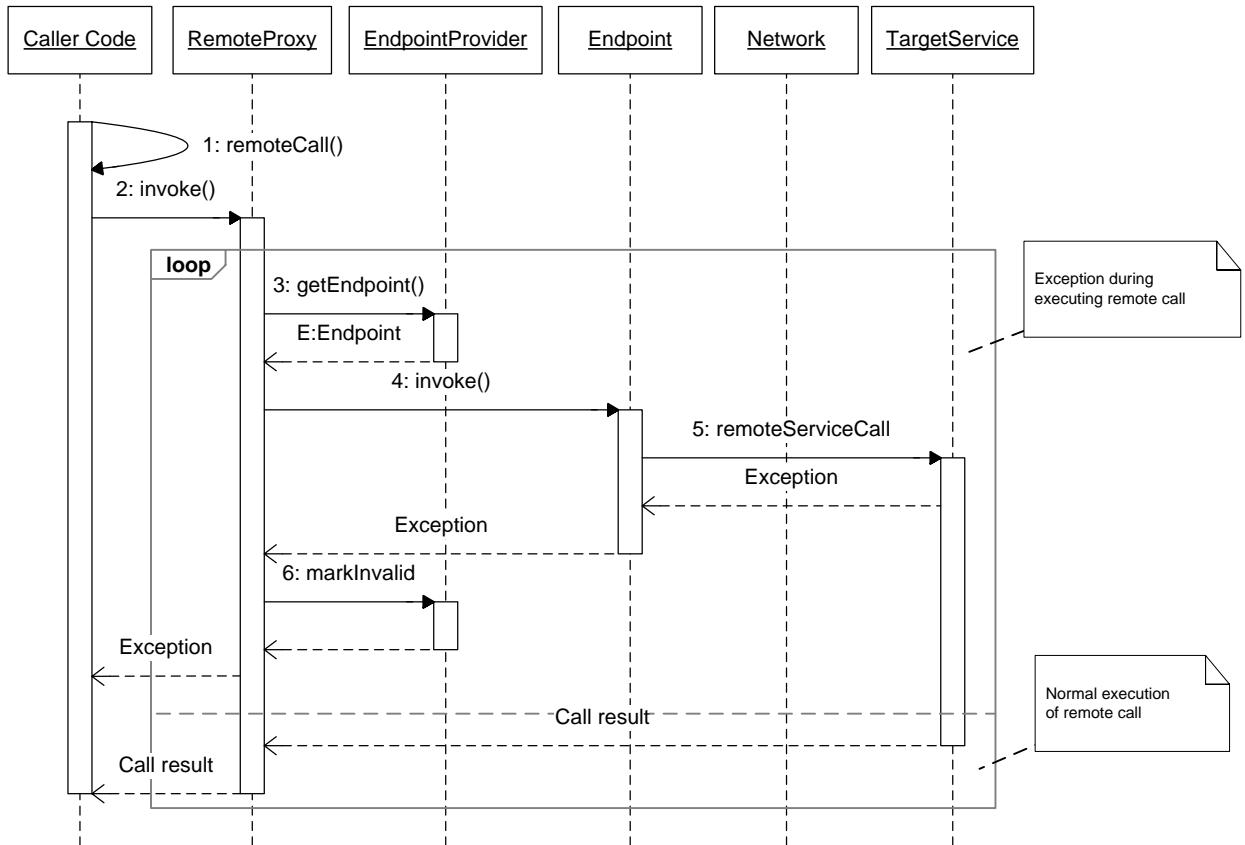 Caller Code
RemoteProxy
EndpointProvider
Endpoint
Network
TargetService
1: remoteCall()
2: invoke()
loop
3: getEndpoint()
Exception during
executing remote call
E:Endpoint
4: invoke()
5: remoteServiceCall
Exception
Exception
6: markInvalid
Exception
Normal execution
of remote call
Call result
Call result